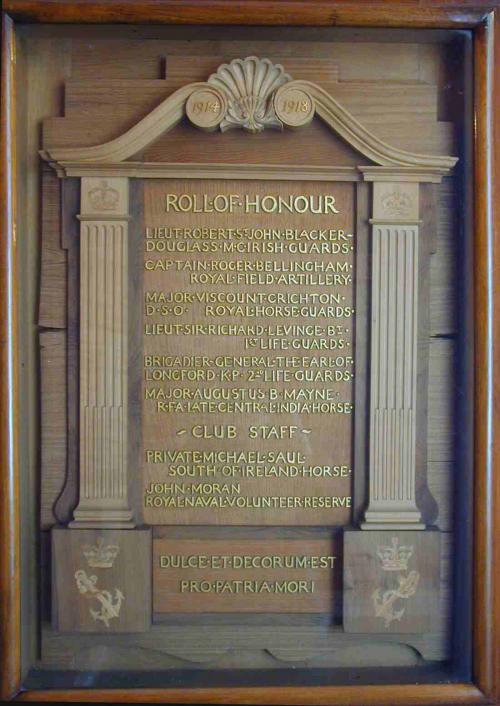 1914 1918
ROLL·OF·HONOUR
LIEUT·ROBERT·SᵀJOHN·BLACKER-
DOUGLASS·M·C·IRISH·GUARDS·
CAPTAIN·ROGER·BELLINGHAM·
ROYAL·FIELD·ARTILLERY·
MAJOR·VISCOUNT·CRICHTON·
D·S·O· ROYAL·HORSE·GUARDS·
LIEUT·SIR·RICHARD·LEVINGE·Bᵀ·
1ˢᵗ LIFE·GUARDS·
BRIGADIER·GENERAL·THE·EARL·OF·
LONGFORD·K·P· 2ᴺᴰ LIFE·GUARDS·
MAJOR·AUGUSTUS·B·MAYNE·
R·F·A·LATE·CENTRAL·INDIA·HORSE·
~CLUB STAFF~
PRIVATE·MICHAEL·SAUL·
SOUTH OF IRELAND·HORSE·
JOHN·MORAN
ROYAL·NAVAL·VOLUNTEER·RESERVE
DULCE·ET·DECORUM·EST
PRO·PATRIA·MORI